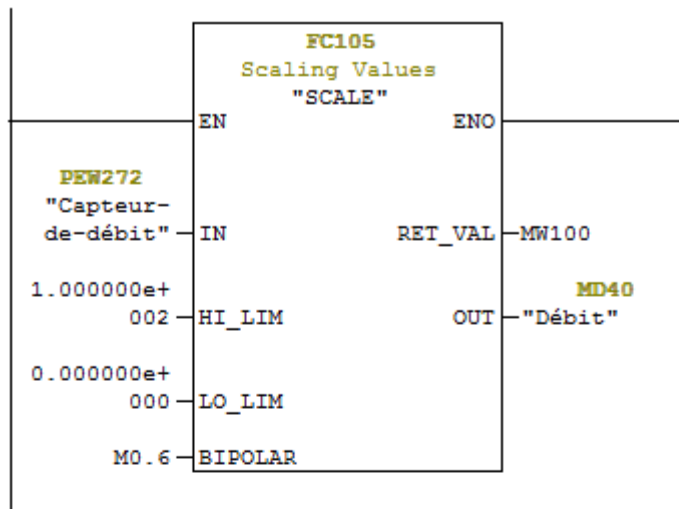 FC105
Scaling Values
"SCALE"
EN ENO
PEW272
"Capteur-
de-débit" IN RET_VAL MW100
1.000000e+ MD40
002 HI_LIM OUT "Débit"
0.000000e+
000 LO_LIM
M0.6 BIPOLAR